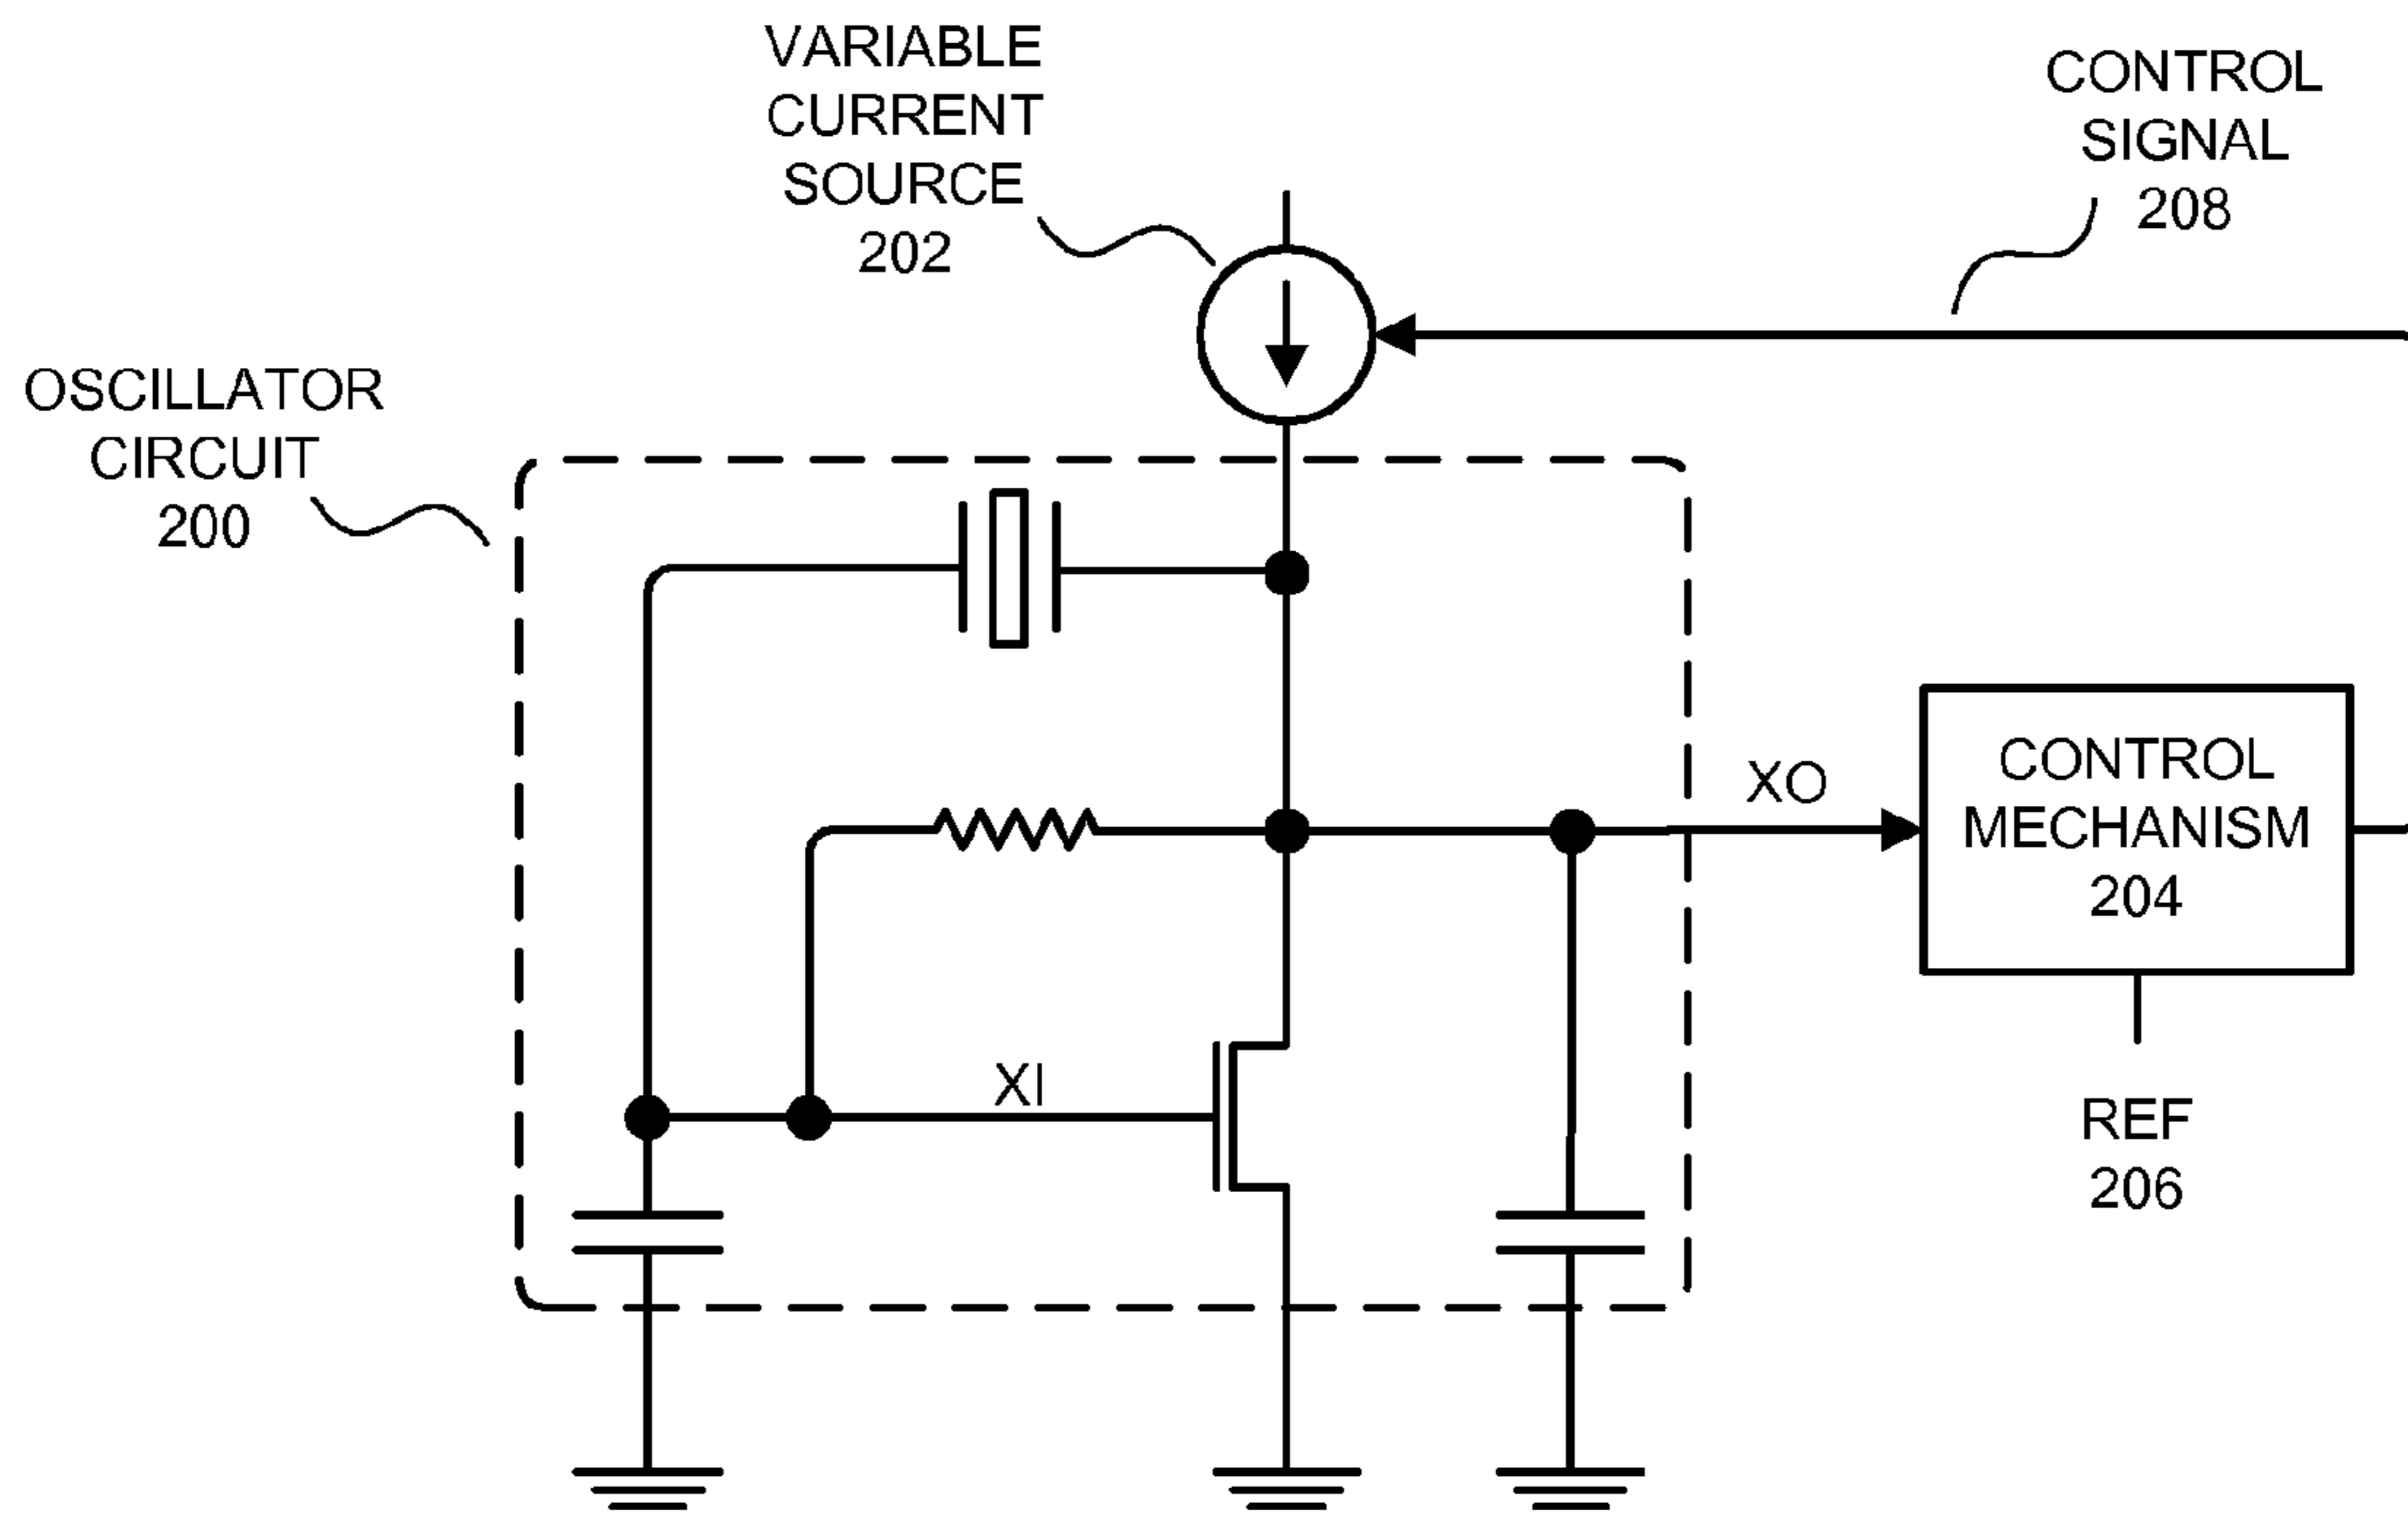 VARIABLE
CURRENT
SOURCE
202
CONTROL
SIGNAL
208
OSCILLATOR
CIRCUIT
200
XO
CONTROL
MECHANISM
204
XI
REF
206